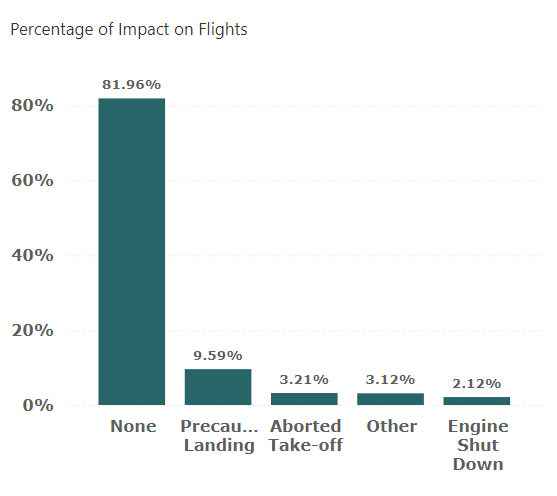 Percentage of Impact on Flights
81.96%
80%
60%
40%
20%
0%
9.59%
3.21%
3.12%
2.12%
None
Precau...
Landing
Aborted
Take-off
Other
Engine
Shut
Down